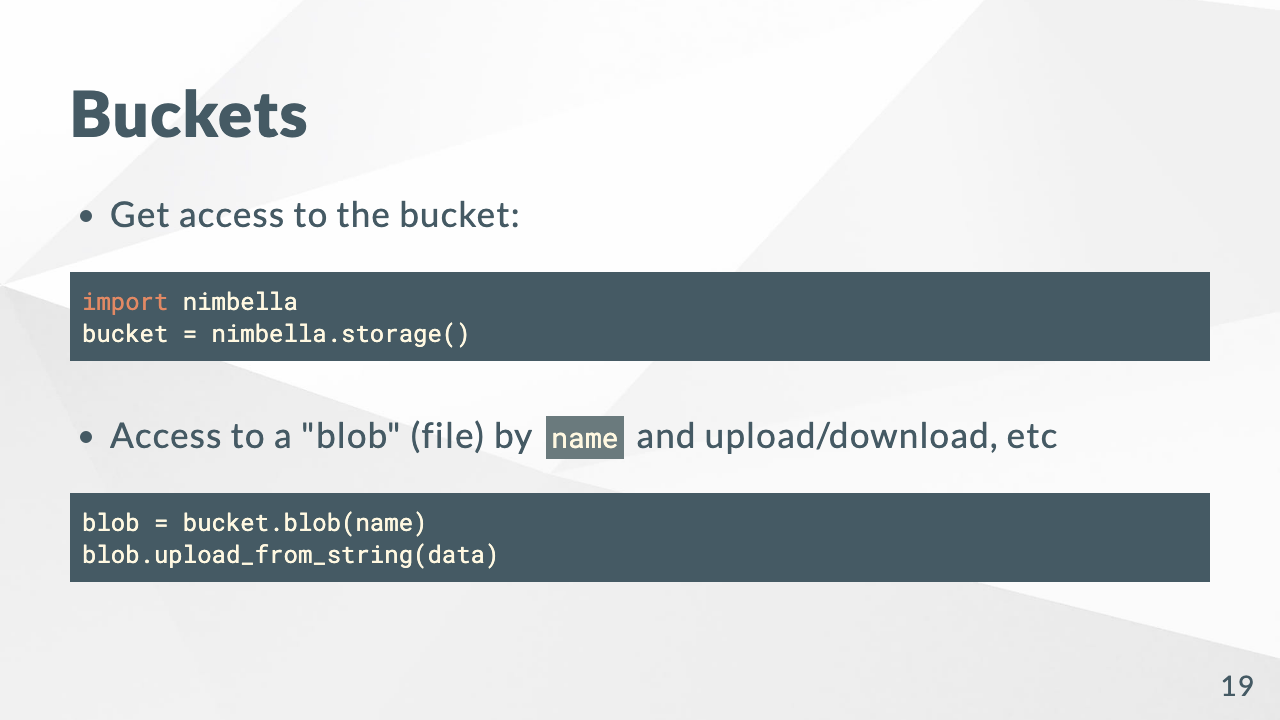 Buckets
• Get access to the bucket:
import nimbella
bucket = nimbella.storage()
• Access to a "blob" (file) by name and upload/download, etc
blob = bucket.blob(name)
blob.upload_from_string(data)
19